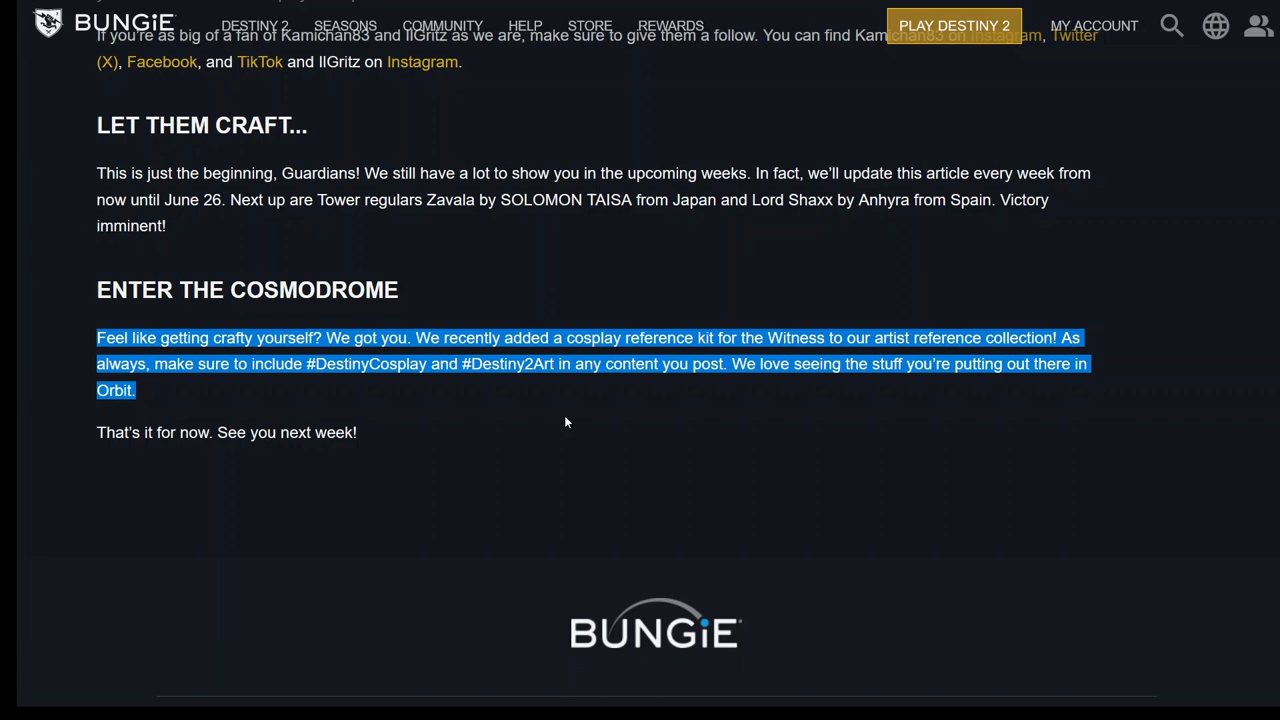 BUNGiE
DESTINY 2 SEASONS COMMUNITY HELP STORE REWARDS PLAY DESTINY 2 MY ACCOUNT
If you're as big of a fan of Kamichan83 and IlGritz as we are, make sure to give them a follow. You can find Kamichan83 on Instagram, Twitter
(X), Facebook, and TikTok and IlGritz on Instagram.
LET THEM CRAFT...
This is just the beginning, Guardians! We still have a lot to show you in the upcoming weeks. In fact, we'll update this article every week from
now until June 26. Next up are Tower regulars Zavala by SOLOMON TAISA from Japan and Lord Shaxx by Anhyra from Spain. Victory
imminent!
ENTER THE COSMODROME
Feel like getting crafty yourself? We got you. We recently added a cosplay reference kit for the Witness to our artist reference collection! As
always, make sure to include #DestinyCosplay and #Destiny2Art in any content you post. We love seeing the stuff you're putting out there in
Orbit.
That's it for now. See you next week!
BUNGiE